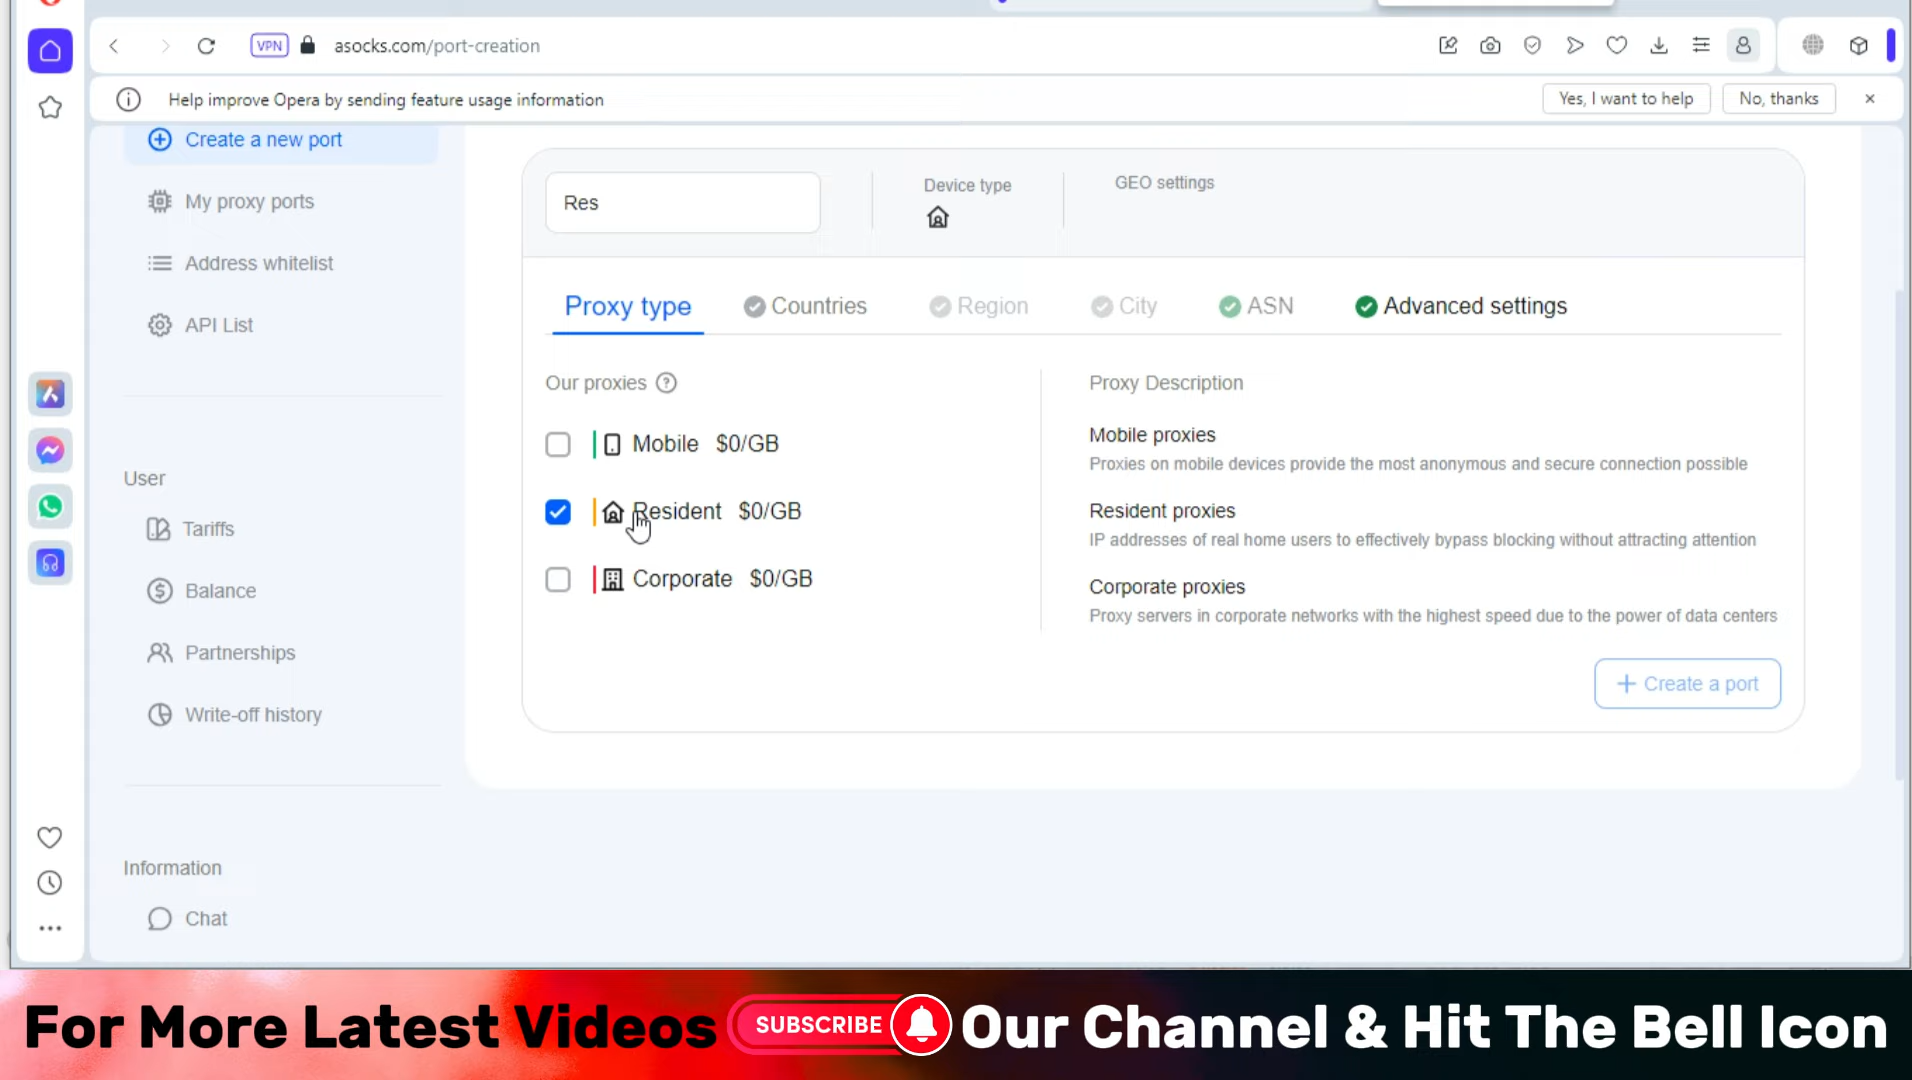 VPN
asocks.com/port-creation
Help improve Opera by sending feature usage information
Yes, I want to help
No, thanks
Create a new port
My proxy ports
Address whitelist
API List
User
Tariffs
Balance
Partnerships
Write-off history
Information
Chat
Res
Device type
GEO settings
Proxy type
Countries
Region
City
ASN
Advanced settings
Our proxies
Mobile $0/GB
Resident $0/GB
Corporate $0/GB
Proxy Description
Mobile proxies
Proxies on mobile devices provide the most anonymous and secure connection possible
Resident proxies
IP addresses of real home users to effectively bypass blocking without attracting attention
Corporate proxies
Proxy servers in corporate networks with the highest speed due to the power of data centers
+ Create a port
For More Latest Videos SUBSCRIBE Our Channel & Hit The Bell Icon